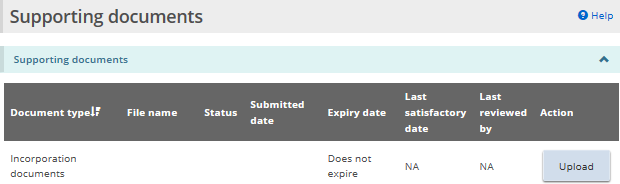 Supporting documents
Help
Supporting documents
Document type File name Status Submitted date Expiry date Last satisfactory date Last reviewed by Action
Incorporation documents Does not expire NA NA Upload